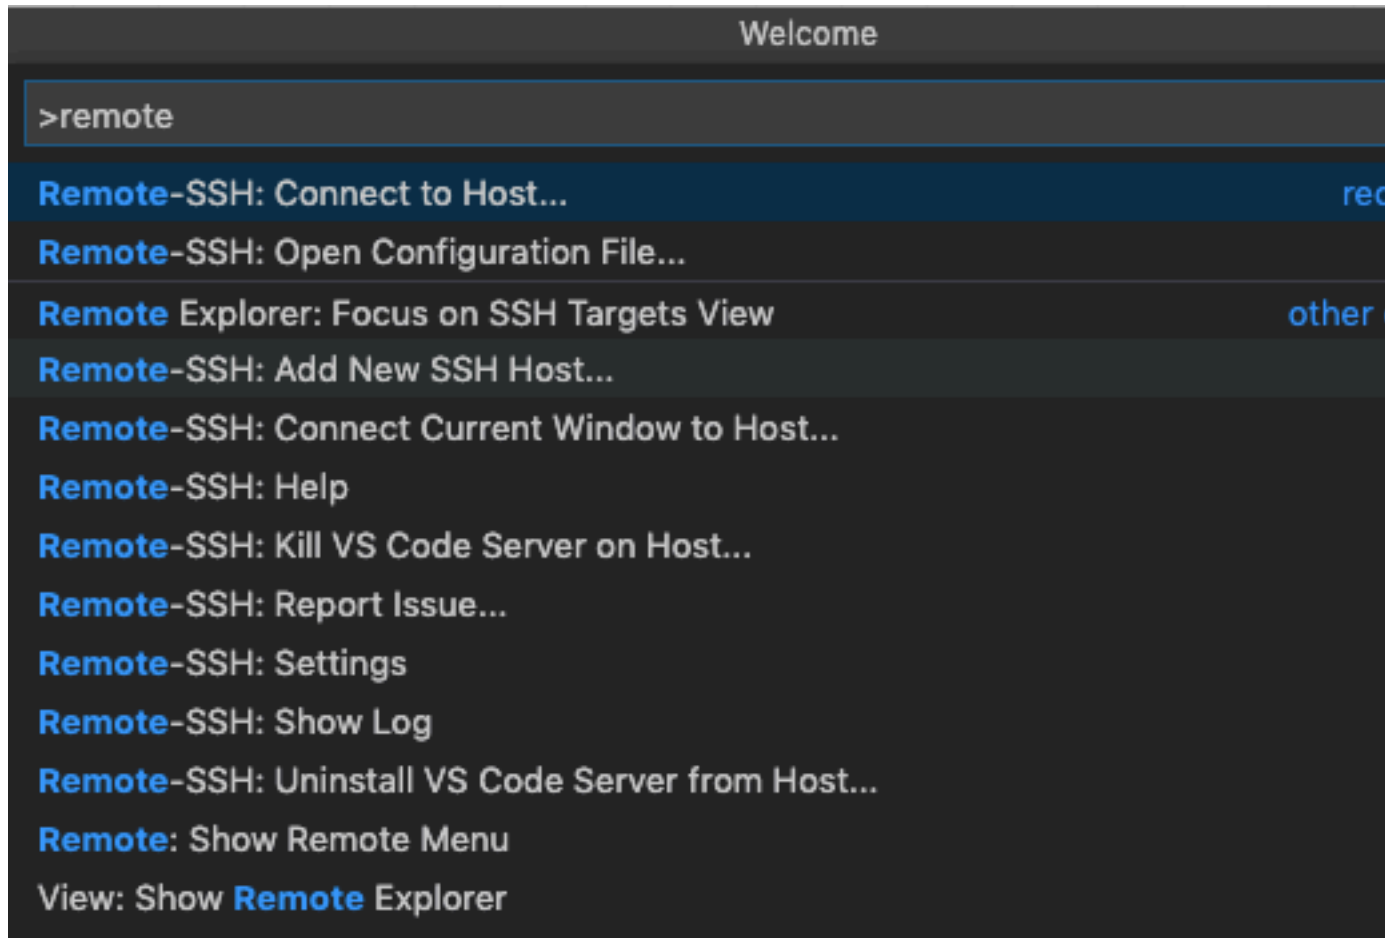 Welcome
>remote
Remote-SSH: Connect to Host...
Remote-SSH: Open Configuration File...
Remote Explorer: Focus on SSH Targets View other
Remote-SSH: Add New SSH Host...
Remote-SSH: Connect Current Window to Host...
Remote-SSH: Help
Remote-SSH: Kill VS Code Server on Host...
Remote-SSH: Report Issue...
Remote-SSH: Settings
Remote-SSH: Show Log
Remote-SSH: Uninstall VS Code Server from Host...
Remote: Show Remote Menu
View: Show Remote Explorer